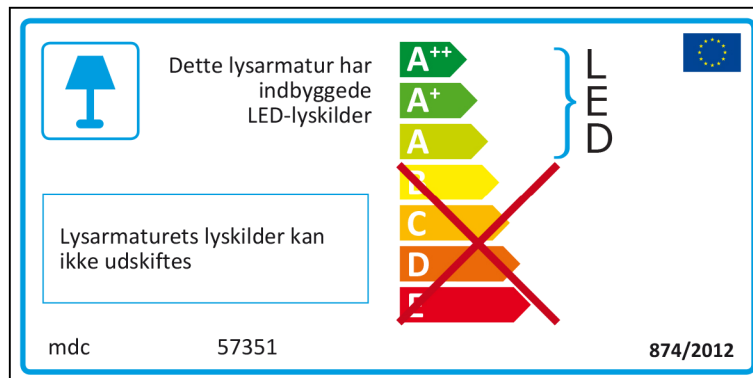 Dette lysarmatur har
indbyggede
LED-lyskilder
A++
A+
A
B
C
D
E
L
E
D
Lysarmaturets lyskilder kan
ikke udskiftes
mdc 57351
874/2012